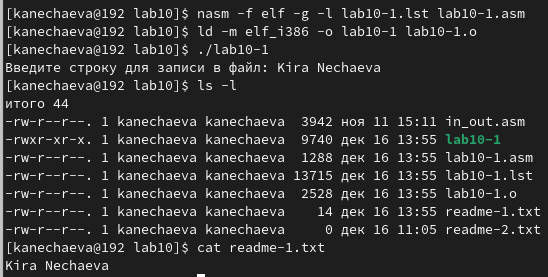 [kanechaeva@192 lab10]$ nasm -f elf -g -l lab10-1.lst lab10-1.asm
[kanechaeva@192 lab10]$ ld -m elf_i386 -o lab10-1 lab10-1.o
[kanechaeva@192 lab10]$ ./lab10-1
Введите строку для записи в файл: Kira Nechaeva
[kanechaeva@192 lab10]$ ls -l
итого 44
-rw-r--r--. 1 kanechaeva kanechaeva  3942 ноя 11 15:11 in_out.asm
-rwxr-xr-x. 1 kanechaeva kanechaeva  9740 дек 16 13:55 lab10-1
-rw-r--r--. 1 kanechaeva kanechaeva  1288 дек 16 13:55 lab10-1.asm
-rw-r--r--. 1 kanechaeva kanechaeva 13715 дек 16 13:55 lab10-1.lst
-rw-r--r--. 1 kanechaeva kanechaeva  2528 дек 16 13:55 lab10-1.o
-rw-r--r--. 1 kanechaeva kanechaeva    14 дек 16 13:55 readme-1.txt
-rw-r--r--. 1 kanechaeva kanechaeva     0 дек 16 11:05 readme-2.txt
[kanechaeva@192 lab10]$ cat readme-1.txt
Kira Nechaeva